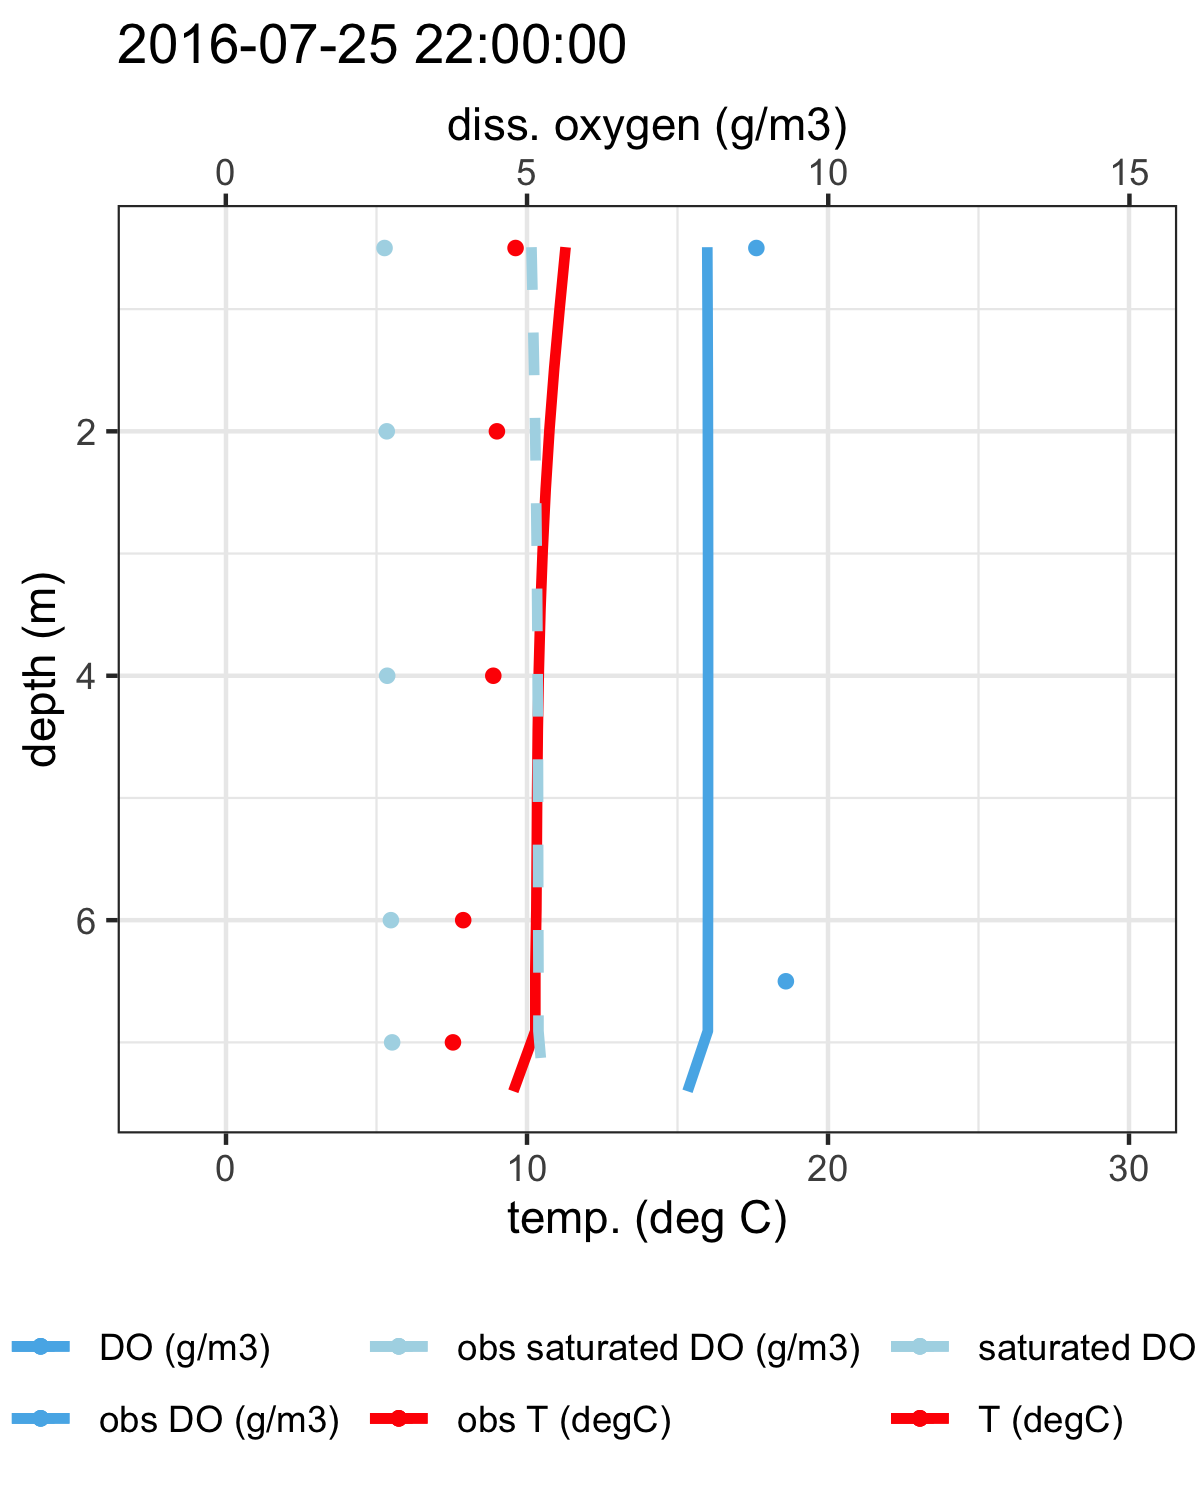 2016-07-25 22:00:00
diss. oxygen (g/m3)
0 5 10 15
depth (m)
2
4
6
0 10 20 30
temp. (deg C)
DO (g/m3) obs saturated DO (g/m3) saturated DO
obs DO (g/m3) obs T (degC) T (degC)